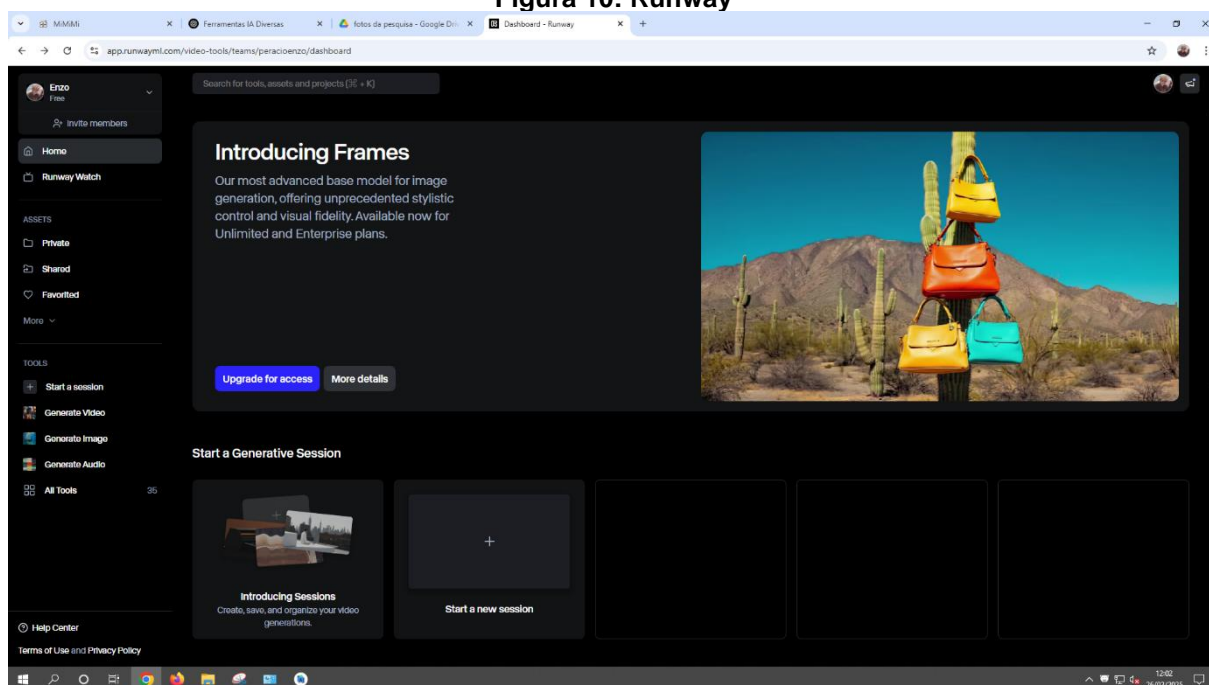 Figura 10: Runway
MiMiMi
Ferramentas IA Diversas
fotos da pesquisa - Google Driv
Dashboard - Runway
app.runwayml.com/video-tools/teams/peracioenzo/dashboard
Enzo
Free
Search for tools, assets and projects [⌘ + K]
Invite members
Home
Runway Watch
ASSETS
Private
Shared
Favorited
More
TOOLS
Start a session
Generate Video
Generate Image
Generate Audio
All Tools 35
Help Center
Terms of Use and Privacy Policy
Introducing Frames
Our most advanced base model for image
generation, offering unprecedented stylistic
control and visual fidelity. Available now for
Unlimited and Enterprise plans.
Upgrade for access
More details
Start a Generative Session
Introducing Sessions
Create, save, and organize your video
generations.
Start a new session
12:02